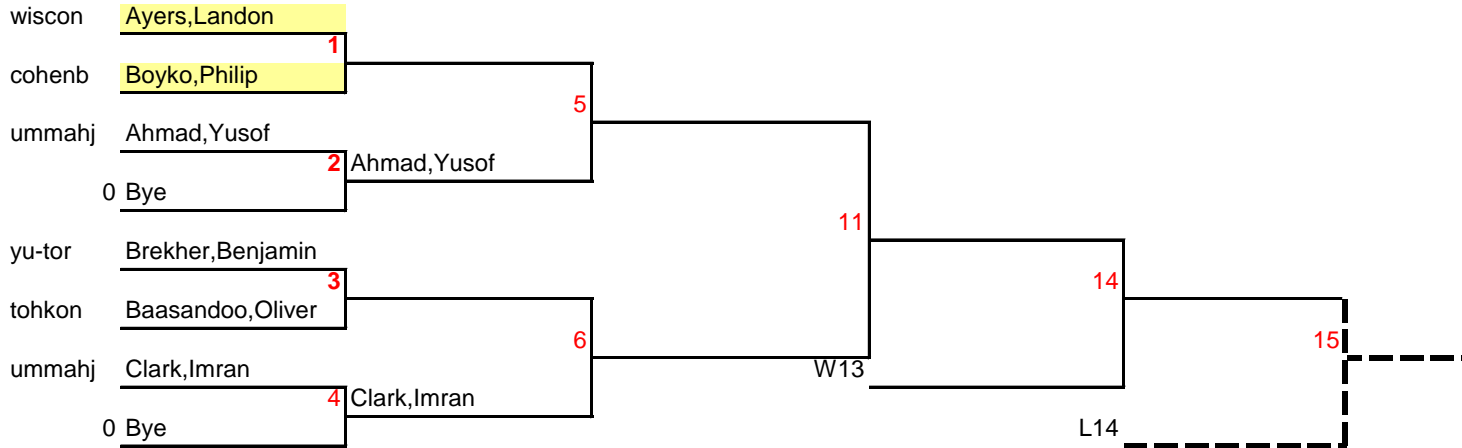 wiscon Ayers,Landon
1
cohenb Boyko,Philip
5
ummahj Ahmad,Yusof
2 Ahmad,Yusof
0 Bye
11
yu-tor Brekher,Benjamin
3
14
tohkon Baasandoo,Oliver
6
15
ummahj Clark,Imran
W13
4 Clark,Imran
0 Bye
L14